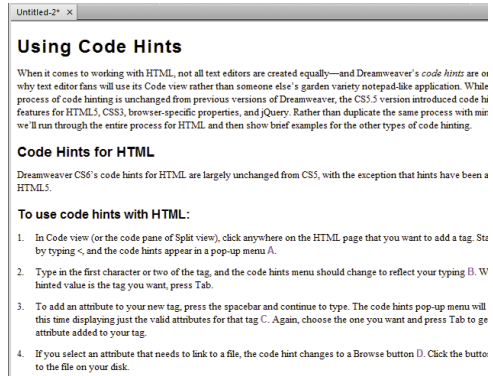 Untitled-2* ×
Using Code Hints
When it comes to working with HTML, not all text editors are created equally—and Dreamweaver's code hints are or
why text editor fans will use its Code view rather than someone else's garden variety notepad-like application. While
process of code hinting is unchanged from previous versions of Dreamweaver, the CS5.5 version introduced code hi
features for HTML5, CSS3, browser-specific properties, and jQuery. Rather than duplicate the same process with min
we'll run through the entire process for HTML and then show brief examples for the other types of code hinting.
Code Hints for HTML
Dreamweaver CS6's code hints for HTML are largely unchanged from CS5, with the exception that hints have been a
HTML5.
To use code hints with HTML:
1. In Code view (or the code pane of Split view), click anywhere on the HTML page that you want to add a tag. Sta
by typing <, and the code hints appear in a pop-up menu A.
2. Type in the first character or two of the tag, and the code hints menu should change to reflect your typing B. W
hinted value is the tag you want, press Tab.
3. To add an attribute to your new tag, press the spacebar and continue to type. The code hints pop-up menu will
this time displaying just the valid attributes for that tag C. Again, choose the one you want and press Tab to ge
attribute added to your tag.
4. If you select an attribute that needs to link to a file, the code hint changes to a Browse button D. Click the butto
to the file on your disk.